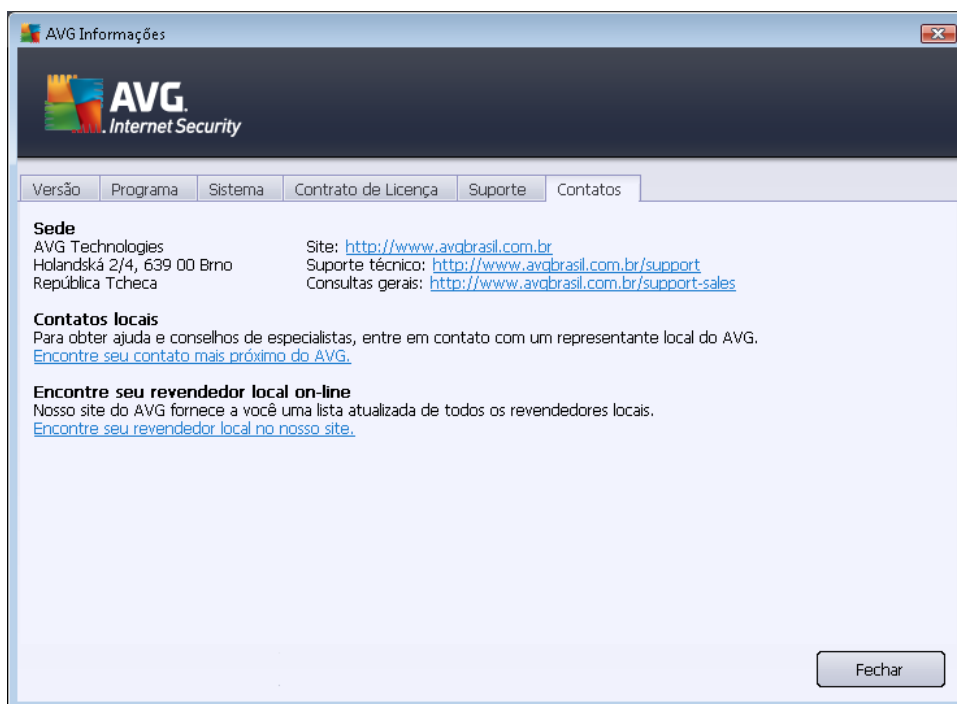 AVG Informações
AVG.
Internet Security
Versão Programa Sistema Contrato de Licença Suporte Contatos
Sede
AVG Technologies Site: http://www.avgbrasil.com.br
Holandská 2/4, 639 00 Brno Suporte técnico: http://www.avgbrasil.com.br/support
República Tcheca Consultas gerais: http://www.avgbrasil.com.br/support-sales
Contatos locais
Para obter ajuda e conselhos de especialistas, entre em contato com um representante local do AVG.
Encontre seu contato mais próximo do AVG.
Encontre seu revendedor local on-line
Nosso site do AVG fornece a você uma lista atualizada de todos os revendedores locais.
Encontre seu revendedor local no nosso site.
Fechar